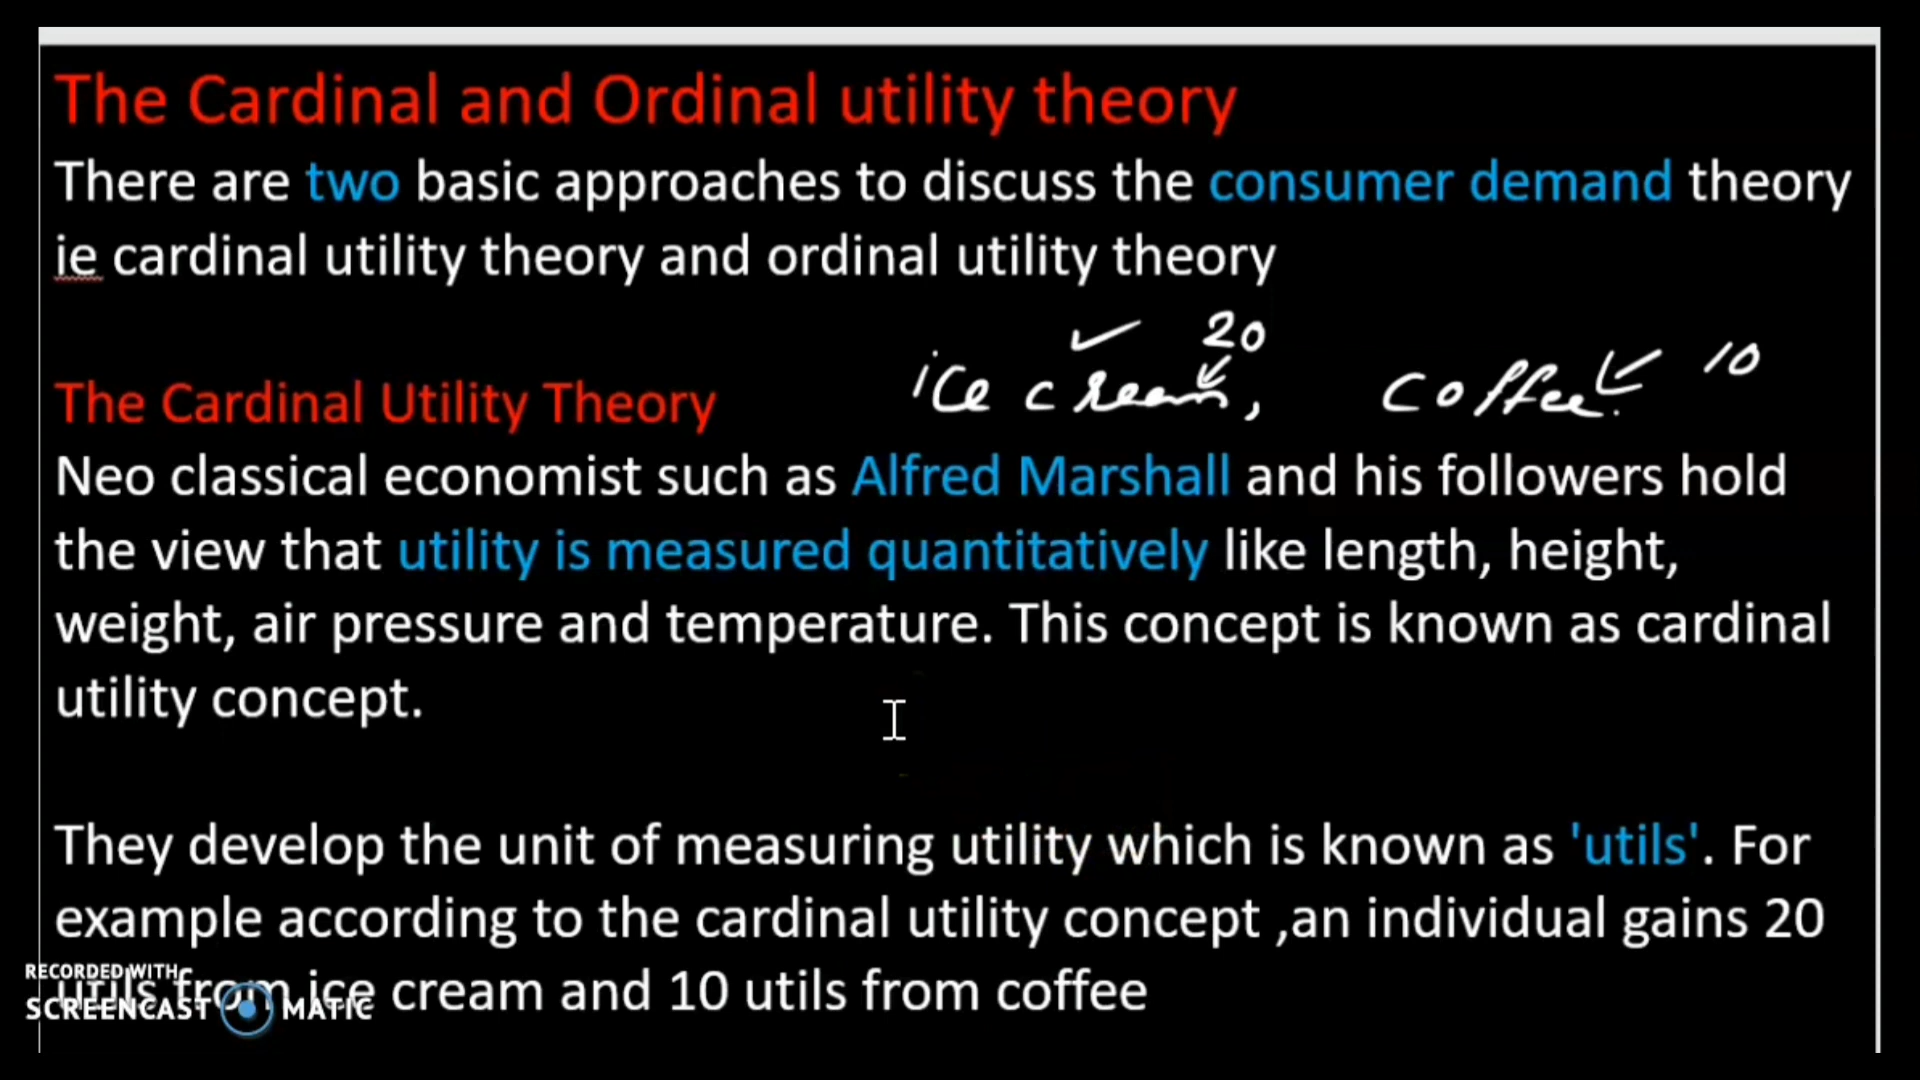 The Cardinal and Ordinal utility theory
There are two basic approaches to discuss the consumer demand theory
ie cardinal utility theory and ordinal utility theory
20
ice cream, coffee. 10
The Cardinal Utility Theory
Neo classical economist such as Alfred Marshall and his followers hold
the view that utility is measured quantitatively like length, height,
weight, air pressure and temperature. This concept is known as cardinal
utility concept.
They develop the unit of measuring utility which is known as 'utils'. For
example according to the cardinal utility concept ,an individual gains 20
utils from ice cream and 10 utils from coffee
RECORDED WITH
SCREENCAST MATIC